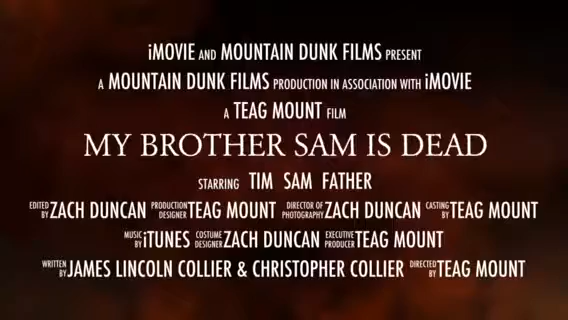 iMOVIE AND MOUNTAIN DUNK FILMS PRESENT
A MOUNTAIN DUNK FILMS PRODUCTION IN ASSOCIATION WITH iMOVIE
A TEAG MOUNT FILM
MY BROTHER SAM IS DEAD
STARRING TIM SAM FATHER
EDITED BY ZACH DUNCAN PRODUCTION DESIGNER TEAG MOUNT DIRECTOR OF PHOTOGRAPHY ZACH DUNCAN CASTING BY TEAG MOUNT
MUSIC BY iTUNES COSTUME DESIGNER ZACH DUNCAN EXECUTIVE PRODUCER TEAG MOUNT
WRITTEN BY JAMES LINCOLN COLLIER & CHRISTOPHER COLLIER DIRECTED BY TEAG MOUNT